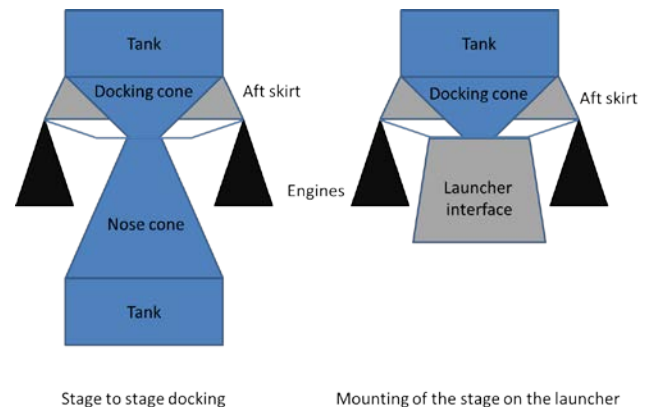 Tank
Docking cone
Aft skirt
Nose cone
Tank
Engines
Tank
Docking cone
Aft skirt
Launcher
interface
Stage to stage docking
Mounting of the stage on the launcher